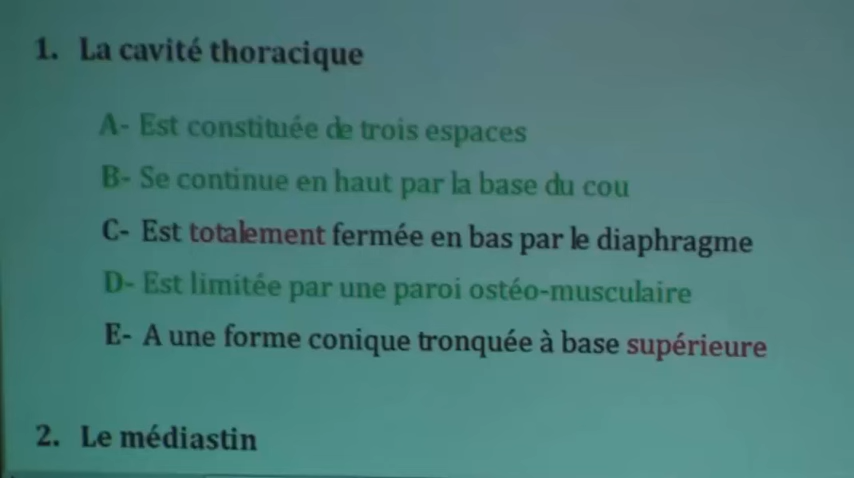 1. La cavité thoracique
A- Est constituée de trois espaces
B- Se continue en haut par la base du cou
C- Est totalement fermée en bas par le diaphragme
D- Est limitée par une paroi ostéo-musculaire
E- A une forme conique tronquée à base supérieure
2. Le médiastin